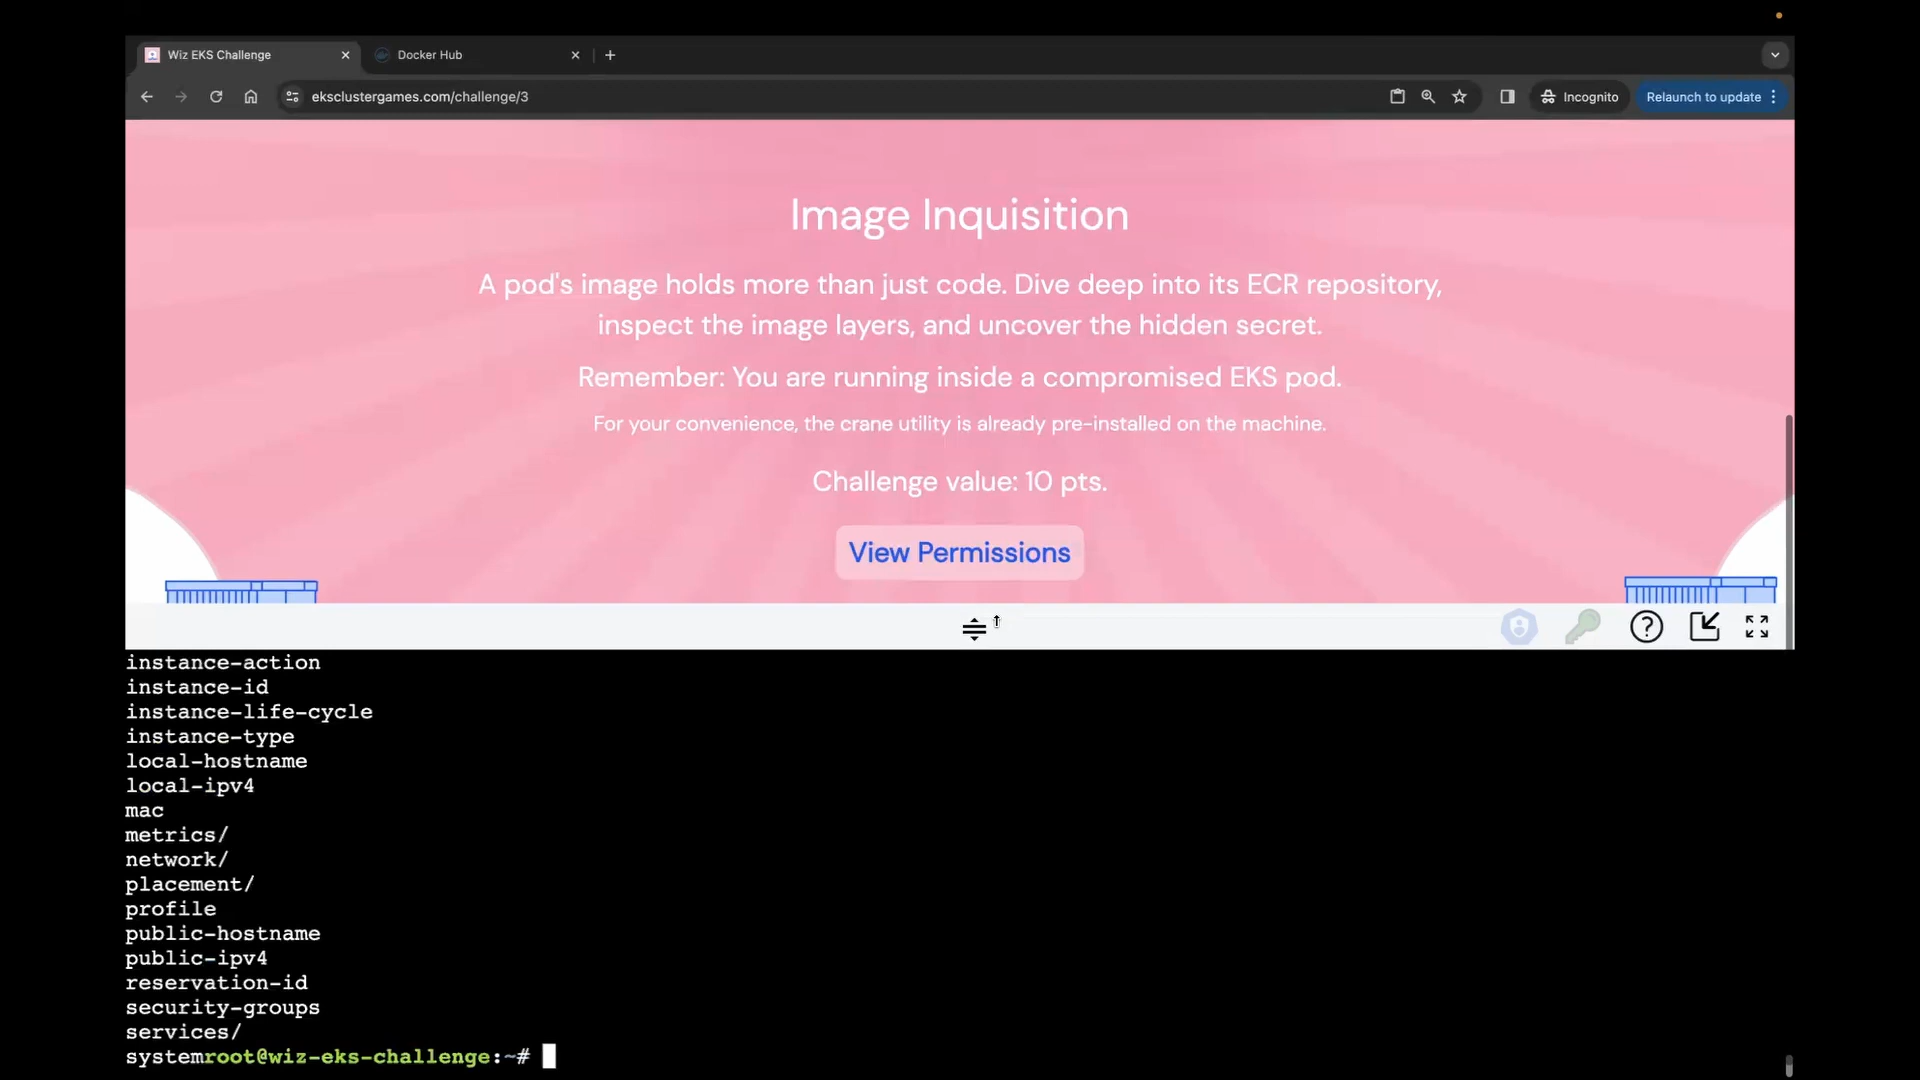 Wiz EKS Challenge
Docker Hub
eksclustergames.com/challenge/3
Incognito
Relaunch to update
Image Inquisition
A pod's image holds more than just code. Dive deep into its ECR repository,
inspect the image layers, and uncover the hidden secret.
Remember: You are running inside a compromised EKS pod.
For your convenience, the crane utility is already pre-installed on the machine.
Challenge value: 10 pts.
View Permissions
instance-action
instance-id
instance-life-cycle
instance-type
local-hostname
local-ipv4
mac
metrics/
network/
placement/
profile
public-hostname
public-ipv4
reservation-id
security-groups
services/
systemroot@wiz-eks-challenge:~#